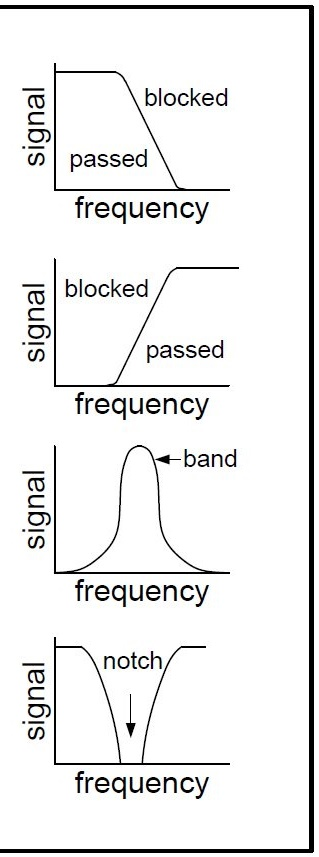 signal
blocked
passed
frequency
signal
blocked
passed
frequency
signal
band
frequency
signal
notch
frequency